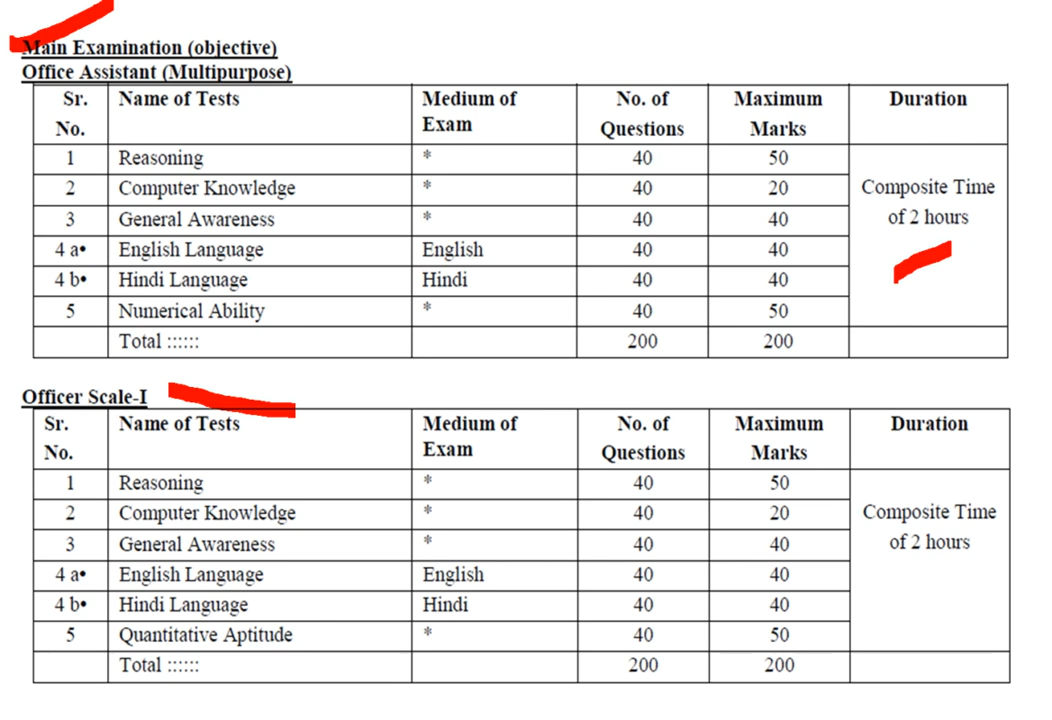 Main Examination (objective)
Office Assistant (Multipurpose)
Sr. No. Name of Tests Medium of Exam No. of Questions Maximum Marks Duration
1 Reasoning * 40 50 Composite Time of 2 hours
2 Computer Knowledge * 40 20
3 General Awareness * 40 40
4 a• English Language English 40 40
4 b• Hindi Language Hindi 40 40
5 Numerical Ability * 40 50
Total :::::: 200 200
Officer Scale-I
Sr. No. Name of Tests Medium of Exam No. of Questions Maximum Marks Duration
1 Reasoning * 40 50 Composite Time of 2 hours
2 Computer Knowledge * 40 20
3 General Awareness * 40 40
4 a• English Language English 40 40
4 b• Hindi Language Hindi 40 40
5 Quantitative Aptitude * 40 50
Total :::::: 200 200